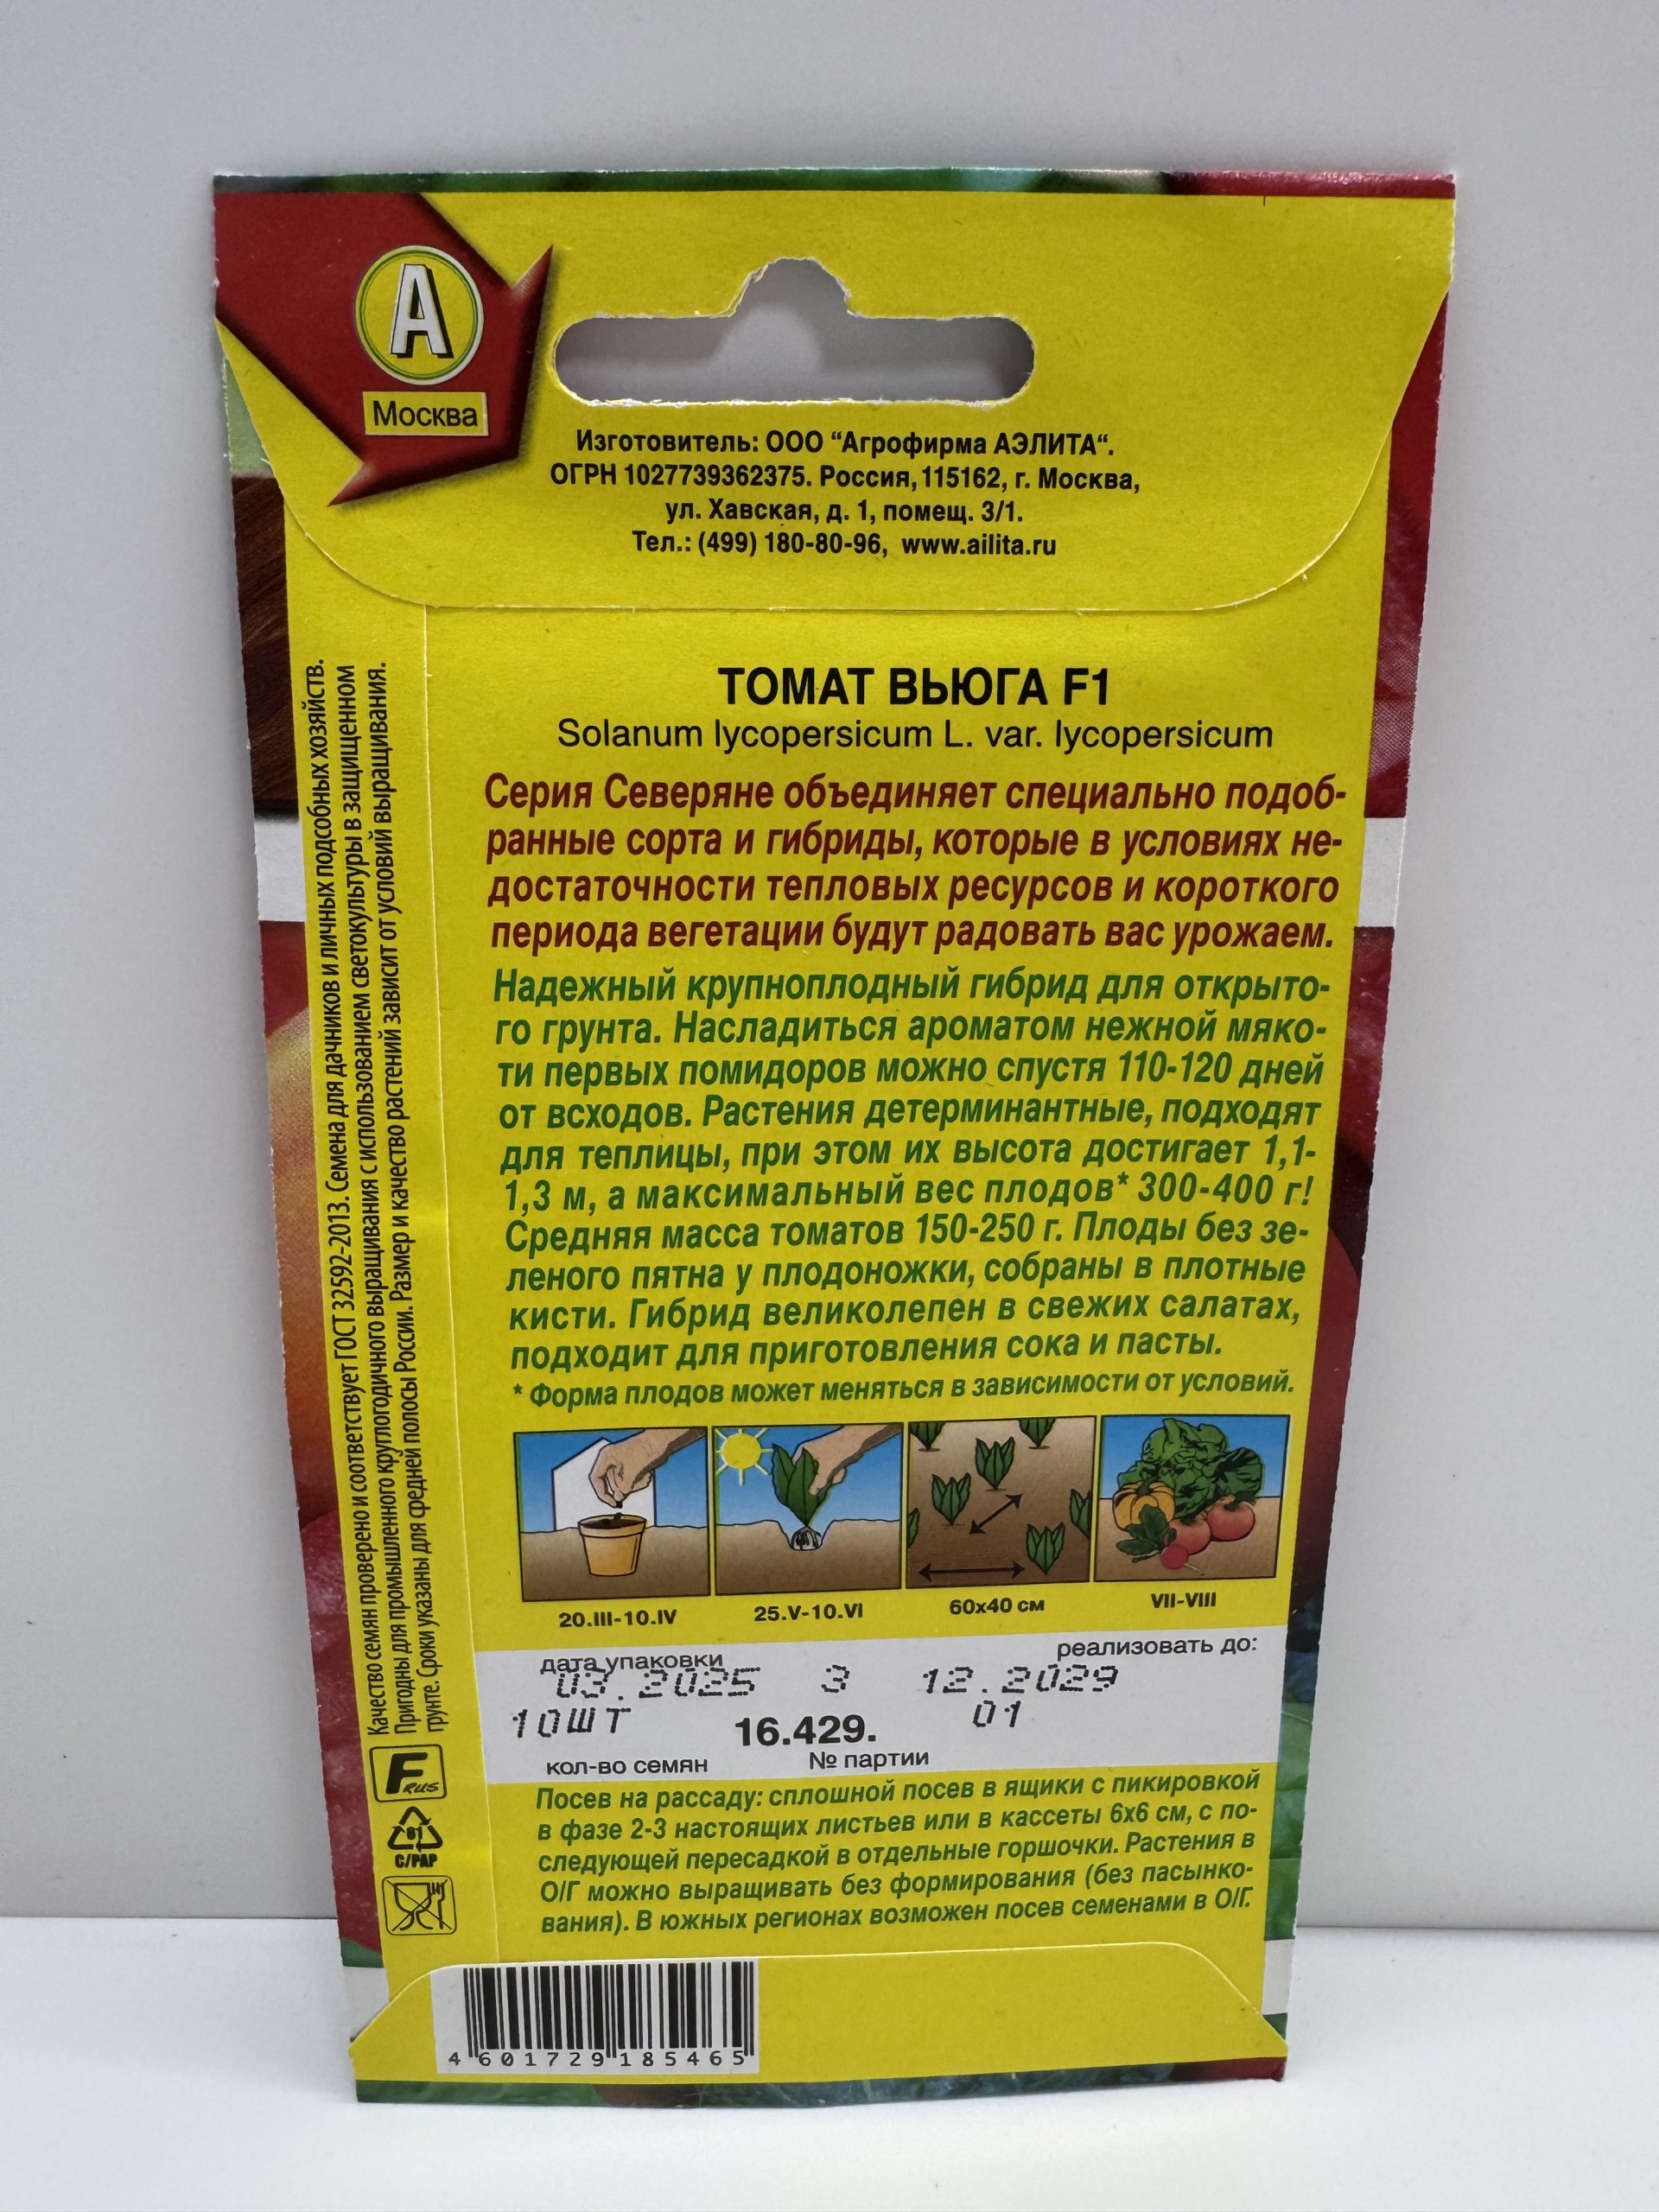 А
Москва
Изготовитель: ООО “Агрофирма АЭЛИТА“.
ОГРН 1027739362375. Россия, 115162, г. Москва,
ул. Хавская, д. 1, помещ. 3/1.
Тел.: (499) 180-80-96, www.ailita.ru
ТОМАТ ВЬЮГА F1
Solanum lycopersicum L. var. lycopersicum
Серия Северяне объединяет специально подоб-
ранные сорта и гибриды, которые в условиях не-
достаточности тепловых ресурсов и короткого
периода вегетации будут радовать вас урожаем.
Надежный крупноплодный гибрид для открыто-
го грунта. Насладиться ароматом нежной мяко-
ти первых помидоров можно спустя 110-120 дней
от всходов. Растения детерминантные, подходят
для теплицы, при этом их высота достигает 1,1-
1,3 м, а максимальный вес плодов* 300-400 г!
Средняя масса томатов 150-250 г. Плоды без зе-
леного пятна у плодоножки, собраны в плотные
кисти. Гибрид великолепен в свежих салатах,
подходит для приготовления сока и пасты.
* Форма плодов может меняться в зависимости от условий.
20.III-10.IV 25.V-10.VI 60х40 см VII-VIII
дата упаковки реализовать до:
03.2025 3 12.2029
10ШТ 16.429. 01
кол-во семян № партии
Посев на рассаду: сплошной посев в ящики с пикировкой
в фазе 2-3 настоящих листьев или в кассеты 6х6 см, с по-
следующей пересадкой в отдельные горшочки. Растения в
О/Г можно выращивать без формирования (без пасынко-
вания). В южных регионах возможен посев семенами в О/Г.
4 601729 185465
Качество семян проверено и соответствует ГОСТ 32592-2013. Семена для дачников и личных подсобных хозяйств.
Пригодны для промышленного круглогодичного выращивания с использованием светокультуры в защищенном
грунте. Сроки указаны для средней полосы России. Размер и качество растений зависит от условий выращивания.
F RUS
81
C/PAP